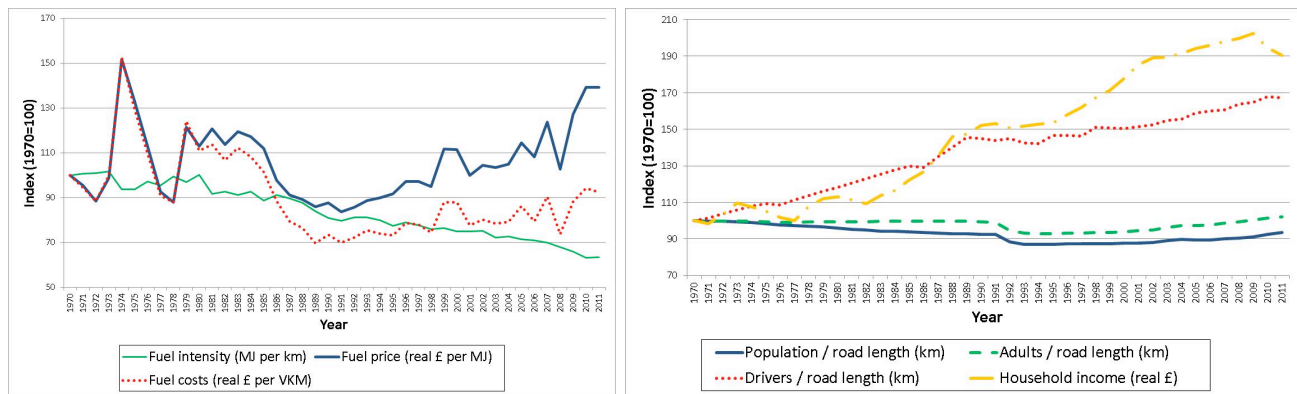 170
150
130
110
90
70
50
Index (1970=100)
1970 1971 1972 1973 1974 1975 1976 1977 1978 1979 1980 1981 1982 1983 1984 1985 1986 1987 1988 1989 1990 1991 1992 1993 1994 1995 1996 1997 1998 1999 2000 2001 2002 2003 2004 2005 2006 2007 2008 2009 2010 2011
Year
Fuel intensity (MJ per km) Fuel price (real £ per MJ)
Fuel costs (real £ per VKM)
210
190
170
150
130
110
90
70
Index (1970=100)
1970 1971 1972 1973 1974 1975 1976 1977 1978 1979 1980 1981 1982 1983 1984 1985 1986 1987 1988 1989 1990 1991 1992 1993 1994 1995 1996 1997 1998 1999 2000 2001 2002 2003 2004 2005 2006 2007 2008 2009 2010 2011
Year
Population / road length (km) Adults / road length (km)
Drivers / road length (km) Household income (real £)